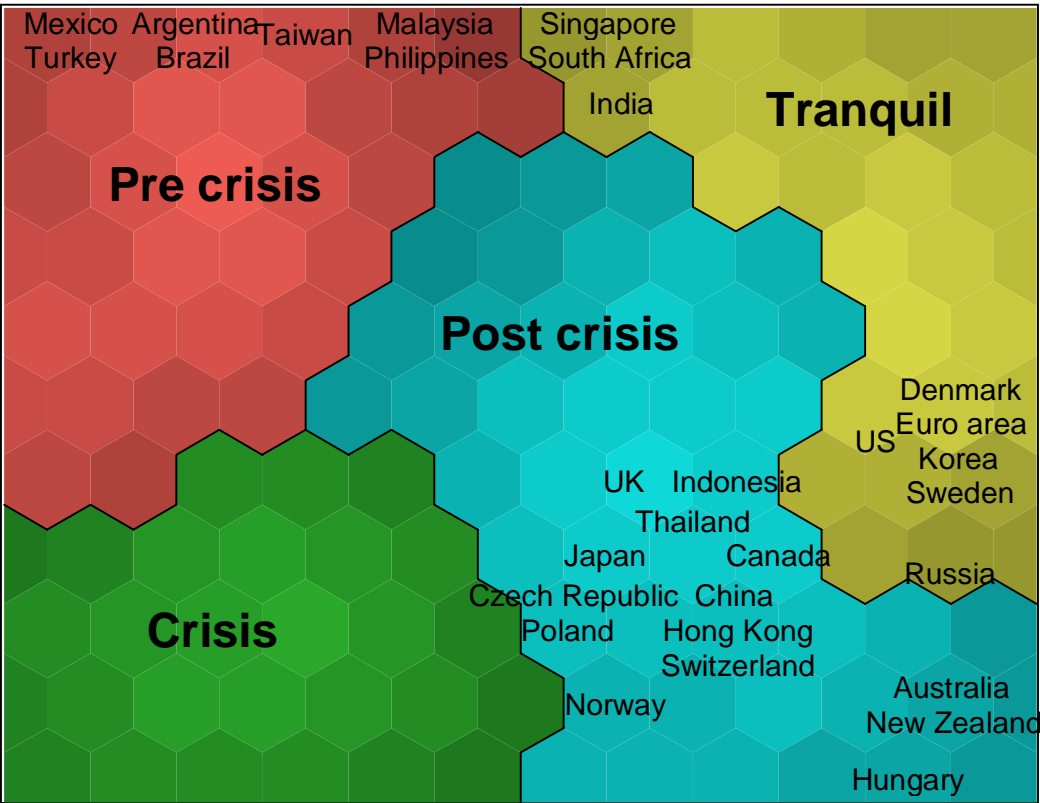 Mexico Argentina Taiwan Malaysia Singapore
Turkey Brazil Philippines South Africa
India
Tranquil
Pre crisis
Post crisis
Denmark
US Euro area
Korea
Sweden
UK Indonesia
Thailand
Japan Canada
Russia
Czech Republic China
Crisis
Poland Hong Kong
Switzerland
Norway
Australia
New Zealand
Hungary